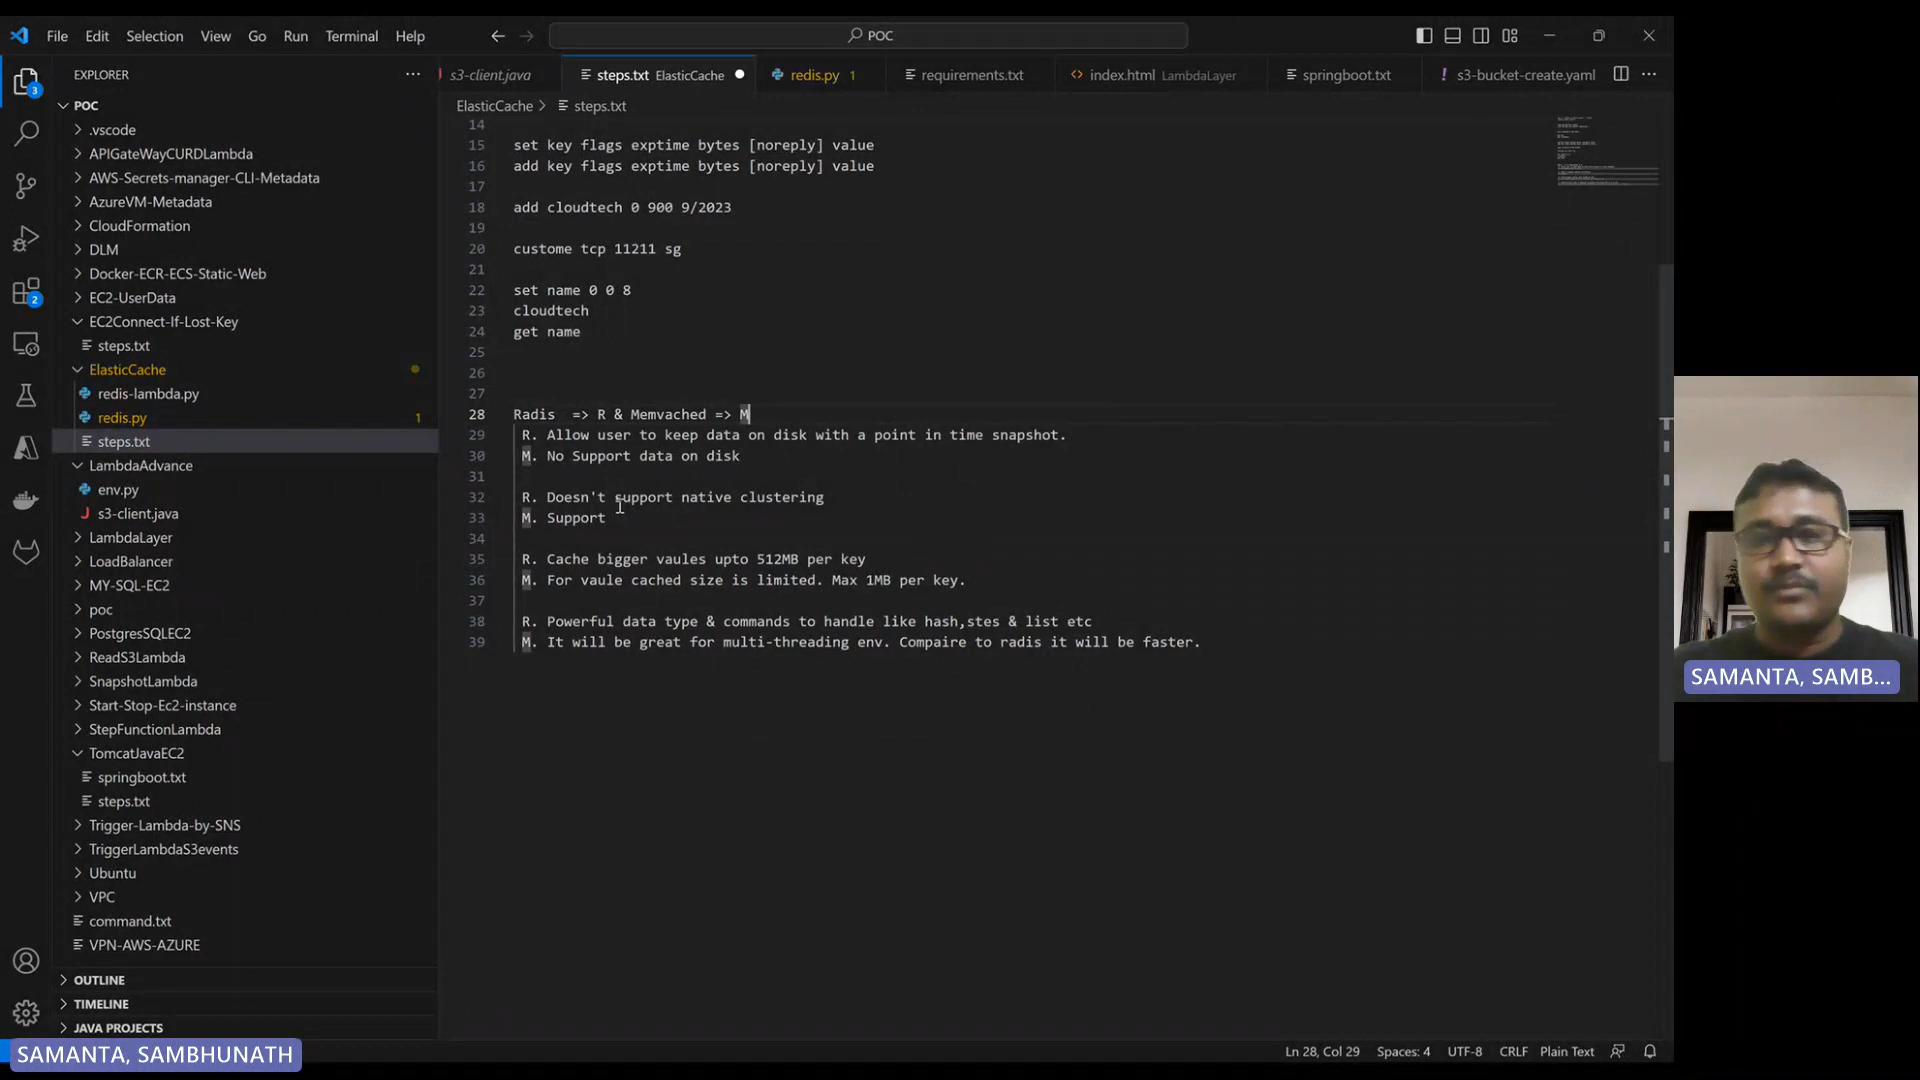 File Edit Selection View Go Run Terminal Help
POC
EXPLORER
s3-client.java
steps.txt ElasticCache
redis.py 1
requirements.txt
index.html LambdaLayer
springboot.txt
! s3-bucket-create.yaml
ElasticCache > steps.txt
POC
.vscode
APIGateWayCURDLambda
AWS-Secrets-manager-CLI-Metadata
AzureVM-Metadata
CloudFormation
DLM
Docker-ECR-ECS-Static-Web
EC2-UserData
EC2Connect-If-Lost-Key
steps.txt
ElasticCache
redis-lambda.py
redis.py 1
steps.txt
LambdaAdvance
env.py
J s3-client.java
LambdaLayer
LoadBalancer
MY-SQL-EC2
poc
PostgresSQLEC2
ReadS3Lambda
SnapshotLambda
Start-Stop-Ec2-instance
StepFunctionLambda
TomcatJavaEC2
springboot.txt
steps.txt
Trigger-Lambda-by-SNS
TriggerLambdaS3events
Ubuntu
VPC
command.txt
VPN-AWS-AZURE
OUTLINE
TIMELINE
JAVA PROJECTS
3
2
14
15 set key flags exptime bytes [noreply] value
16 add key flags exptime bytes [noreply] value
17
18 add cloudtech 0 900 9/2023
19
20 custome tcp 11211 sg
21
22 set name 0 0 8
23 cloudtech
24 get name
25
26
27
28 Radis => R & Memvached => M
29 R. Allow user to keep data on disk with a point in time snapshot.
30 M. No Support data on disk
31
32 R. Doesn't support native clustering
33 M. Support
34
35 R. Cache bigger vaules upto 512MB per key
36 M. For vaule cached size is limited. Max 1MB per key.
37
38 R. Powerful data type & commands to handle like hash,stes & list etc
39 M. It will be great for multi-threading env. Compaire to radis it will be faster.
SAMANTA, SAMB...
SAMANTA, SAMBHUNATH
Ln 28, Col 29 Spaces: 4 UTF-8 CRLF Plain Text